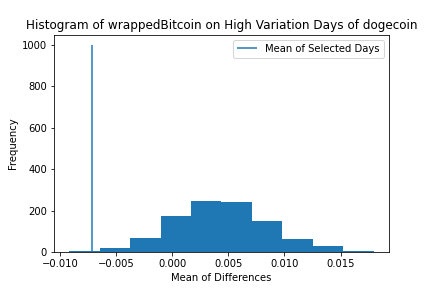 Histogram of wrappedBitcoin on High Variation Days of dogecoin
Mean of Selected Days
Frequency
1000
800
600
400
200
0
−0.010 −0.005 0.000 0.005 0.010 0.015
Mean of Differences